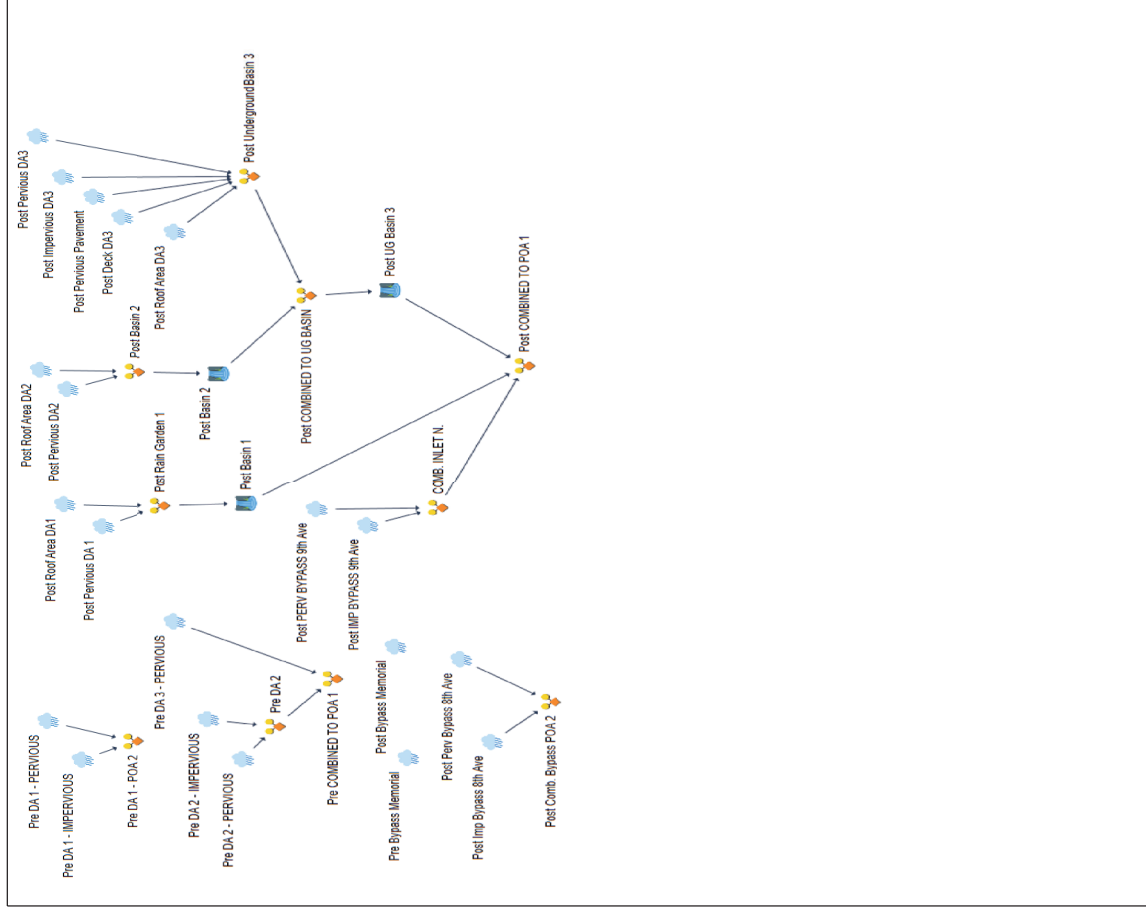 Pre DA 1 - PERVIOUS
Pre DA 1 - IMPERVIOUS
Pre DA 1 - POA 2
Pre DA 3 - PERVIOUS
Pre DA 2 - IMPERVIOUS
Pre DA 2 - PERVIOUS
Pre DA 2
Pre COMBINED TO POA 1
Pre Bypass Memorial
Post Bypass Memorial
Post Perv Bypass 8th Ave
Post Imp Bypass 8th Ave
Post Comb. Bypass POA 2
Post Roof Area DA1
Post Pervious DA 1
Post Rain Garden 1
Post Basin 1
Post PERV BYPASS 9th Ave
Post IMP BYPASS 9th Ave
COMB. INLET N.
Post Roof Area DA2
Post Pervious DA2
Post Basin 2
Post Basin 2
Post COMBINED TO UG BASIN
Post Pervious DA3
Post Impervious DA3
Post Pervious Pavement
Post Deck DA3
Post Roof Area DA3
Post Underground Basin 3
Post UG Basin 3
Post COMBINED TO POA 1